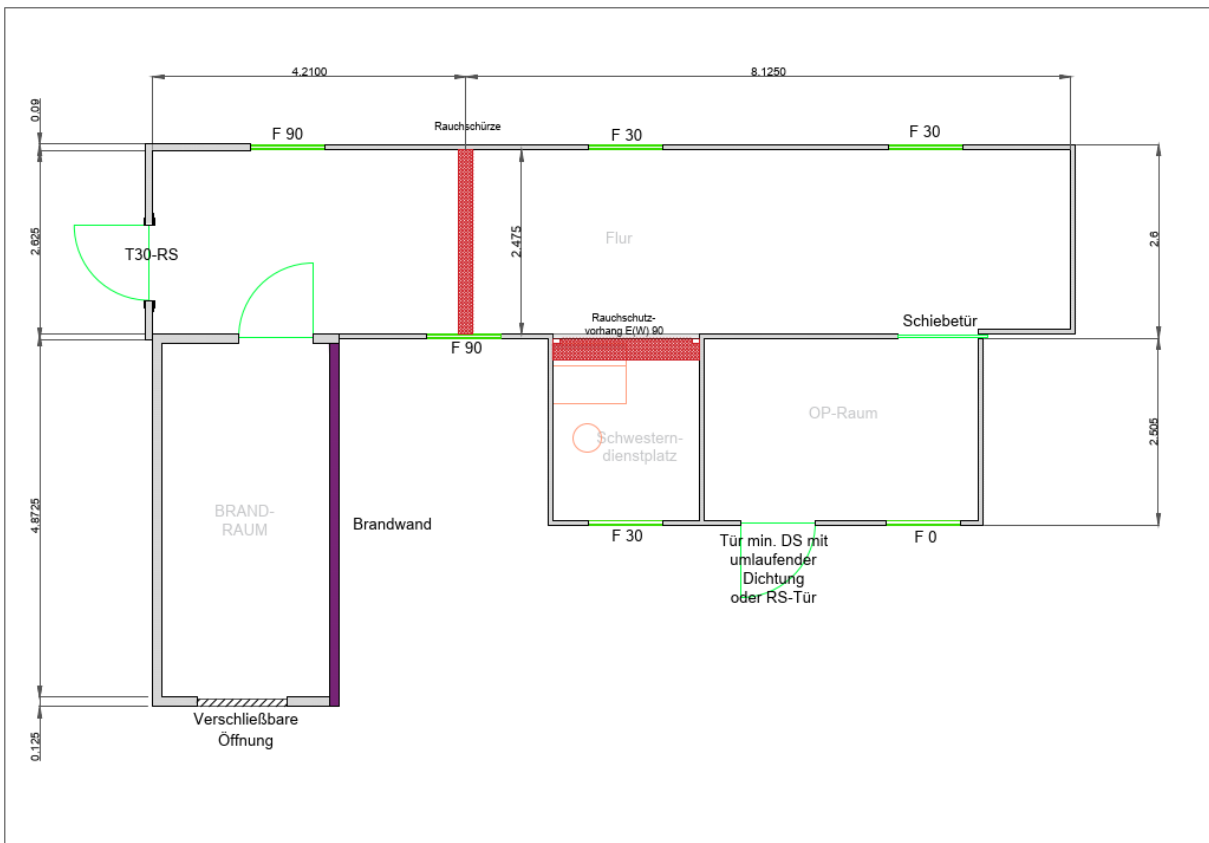 4.2100
8.1250
0.09
F 90
Rauchschürze
F 30
F 30
2.625
T30-RS
2.475
Flur
2.6
Rauchschutz-
vorhang E(W) 90
Schiebetür
F 90
OP-Raum
Schwestern-
dienstplatz
2.505
4.8725
BRAND-
RAUM
Brandwand
F 30
Tür min. DS mit
umlaufender
Dichtung
oder RS-Tür
F 0
Verschließbare
Öffnung
0.125